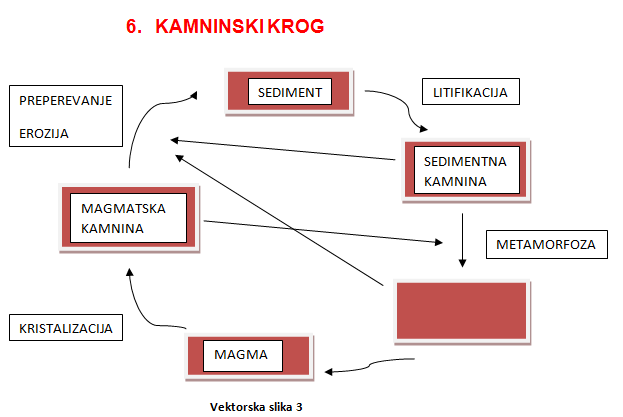 6. KAMNINSKI KROG
PREPEREVANJE
EROZIJA
SEDIMENT
LITIFIKACIJA
SEDIMENTNA
KAMNINA
MAGMATSKA
KAMNINA
METAMORFOZA
KRISTALIZACIJA
MAGMA
Vektorska slika 3